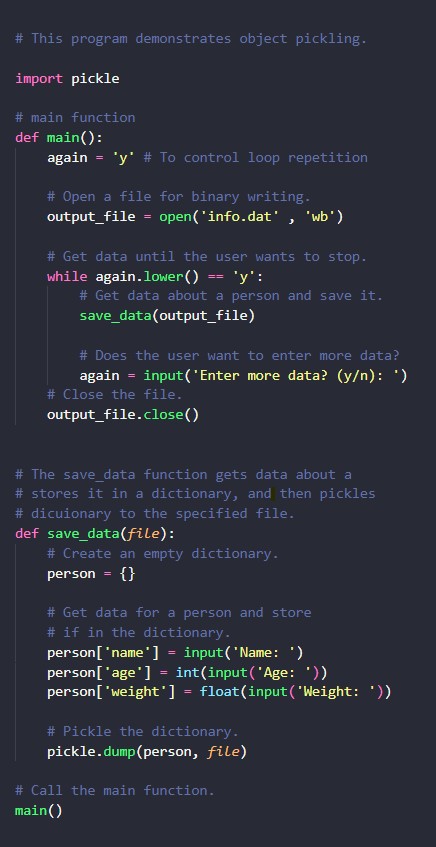 # This program demonstrates object pickling.
import pickle
# main function
def main():
    again = 'y' # To control loop repetition
    # Open a file for binary writing.
    output_file = open('info.dat' , 'wb')
    # Get data until the user wants to stop.
    while again.lower() == 'y':
        # Get data about a person and save it.
        save_data(output_file)
        # Does the user want to enter more data?
        again = input('Enter more data? (y/n): ')
    # Close the file.
    output_file.close()
# The save_data function gets data about a
# stores it in a dictionary, and then pickles
# dicuionary to the specified file.
def save_data(file):
    # Create an empty dictionary.
    person = {}
    # Get data for a person and store
    # if in the dictionary.
    person['name'] = input('Name: ')
    person['age'] = int(input('Age: '))
    person['weight'] = float(input('Weight: '))
    # Pickle the dictionary.
    pickle.dump(person, file)
# Call the main function.
main()